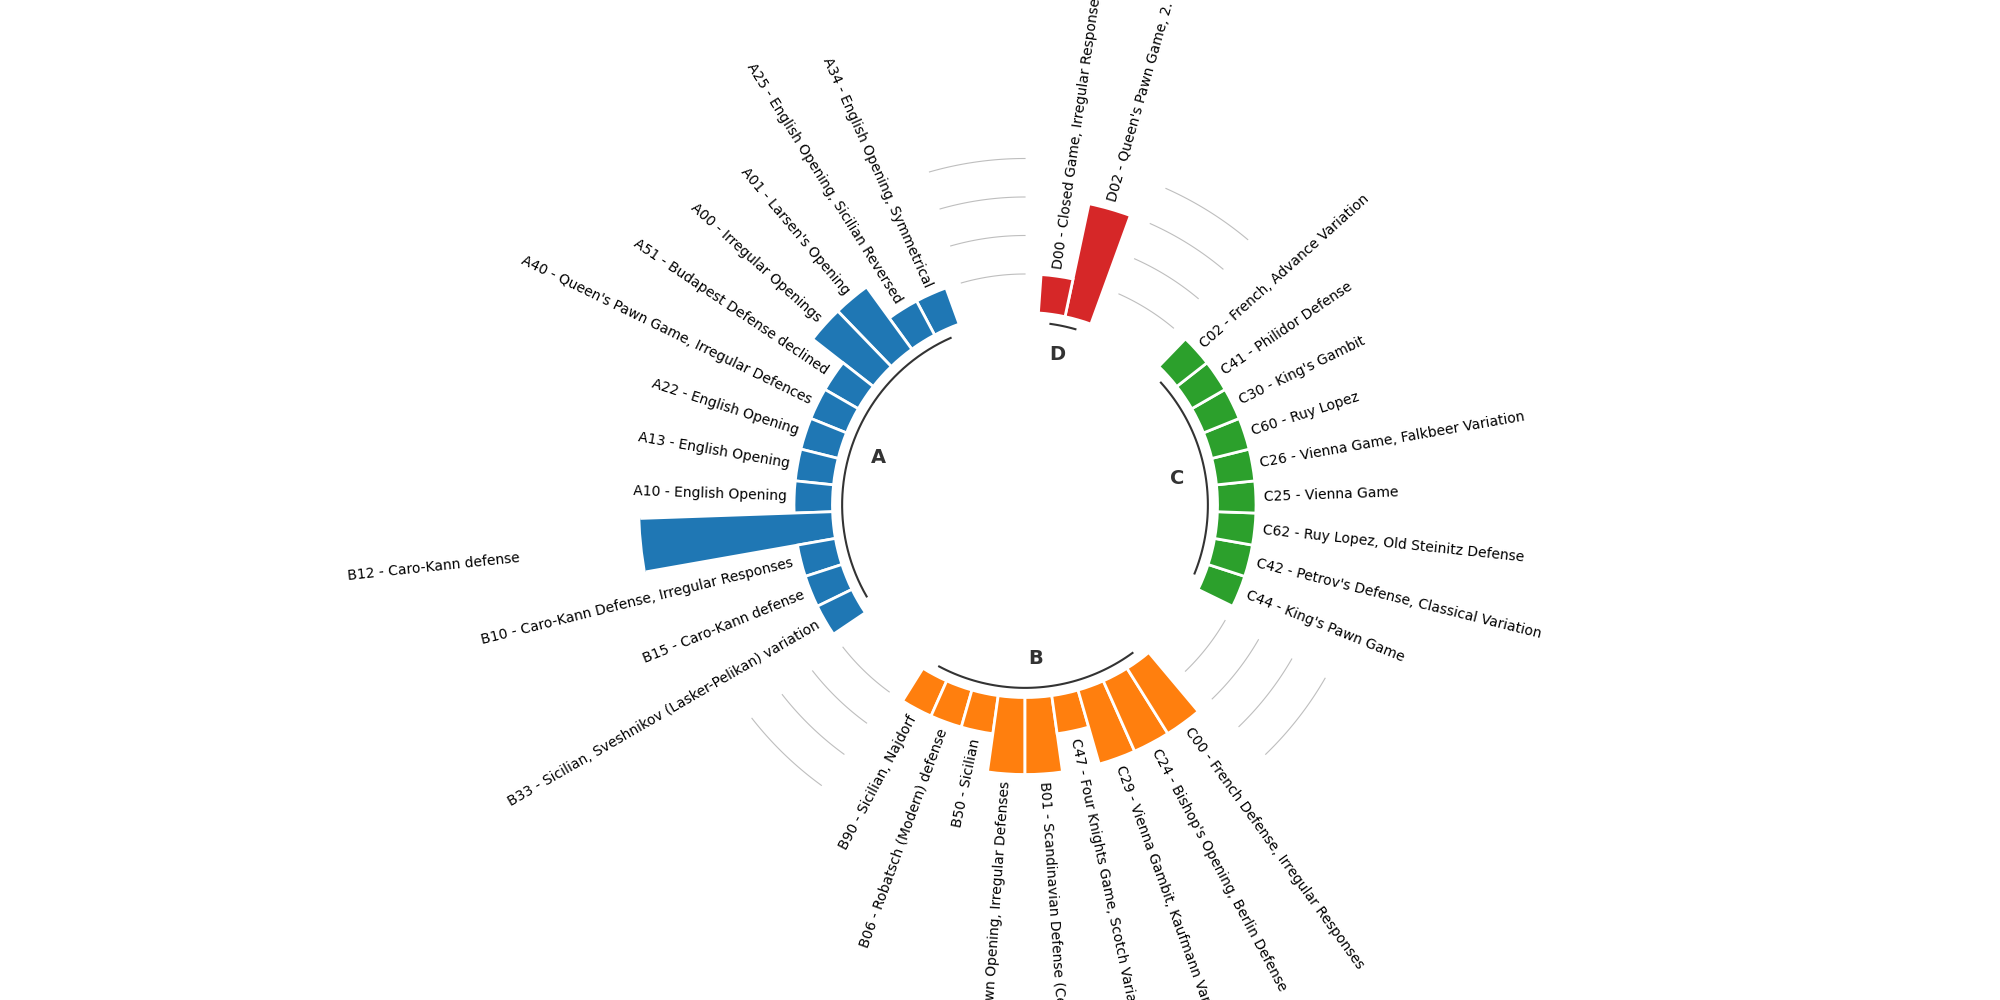 D00 - Closed Game, Irregular Response
D02 - Queen's Pawn Game, 2.
A34 - English Opening, Symmetrical
A25 - English Opening, Sicilian Reversed
A01 - Larsen's Opening
A00 - Irregular Openings
A51 - Budapest Defense declined
A40 - Queen's Pawn Game, Irregular Defences
A22 - English Opening
A13 - English Opening
A10 - English Opening
B12 - Caro-Kann defense
B10 - Caro-Kann Defense, Irregular Responses
B15 - Caro-Kann defense
B33 - Sicilian, Sveshnikov (Lasker-Pelikan) variation
C02 - French, Advance Variation
C41 - Philidor Defense
C30 - King's Gambit
C60 - Ruy Lopez
C26 - Vienna Game, Falkbeer Variation
C25 - Vienna Game
C62 - Ruy Lopez, Old Steinitz Defense
C42 - Petrov's Defense, Classical Variation
C44 - King's Pawn Game
D
A
C
B
B90 - Sicilian, Najdorf
B06 - Robatsch (Modern) defense
B50 - Sicilian
wn Opening, Irregular Defenses
B01 - Scandinavian Defense (Ce
C47 - Four Knights Game, Scotch Varia
C29 - Vienna Gambit, Kaufmann Var
C24 - Bishop's Opening, Berlin Defense
C00 - French Defense, Irregular Responses